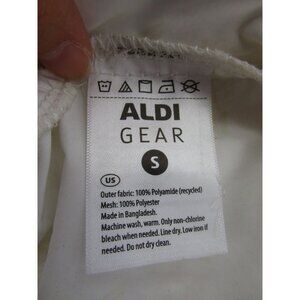 ALDI
GEAR
S
US
Outer fabric: 100% Polyamide (recycled)
Mesh: 100% Polyester
Made in Bangladesh.
Machine wash, warm. Only non-chlorine
bleach when needed. Line dry. Low iron if
needed. Do not dry clean.